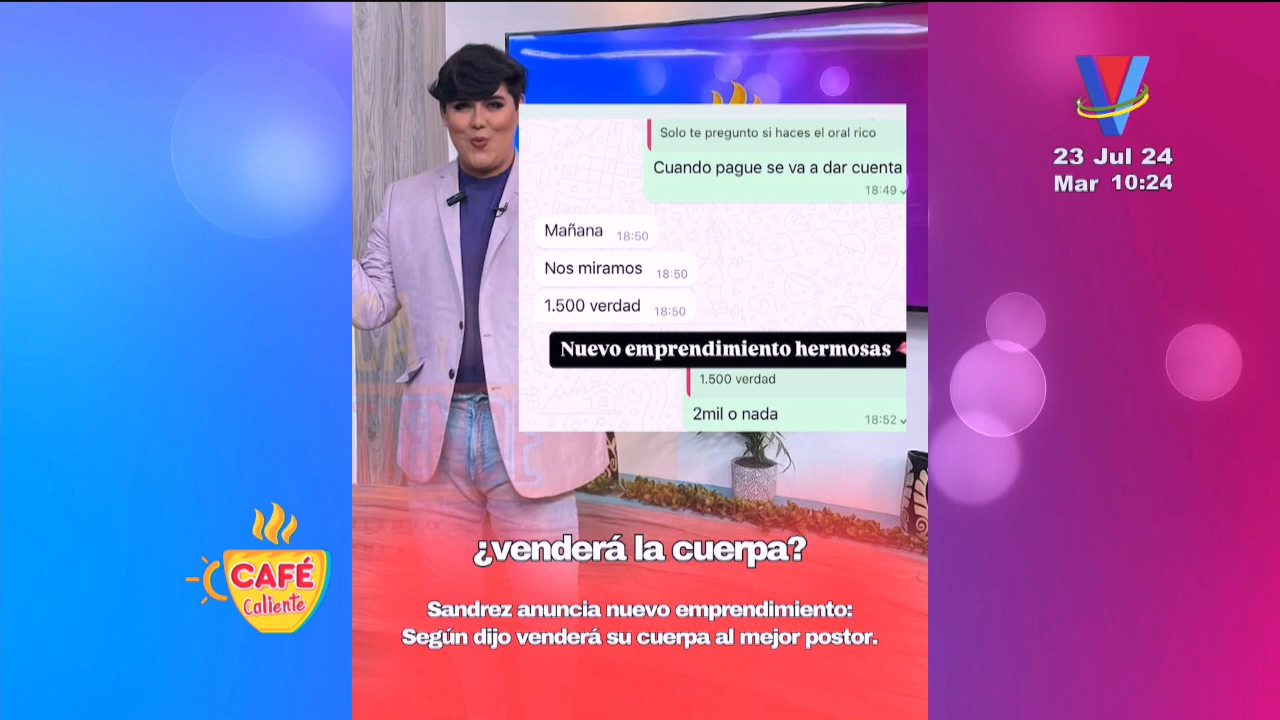 Solo te pregunto si haces el oral rico
Cuando pague se va a dar cuenta
18:49
Mañana 18:50
Nos miramos 18:50
1.500 verdad 18:50
Nuevo emprendimiento hermosas
1.500 verdad
2mil o nada
18:52
V
23 Jul 24
Mar 10:24
CAFÉ
Caliente
¿venderá la cuerpa?
Sandrez anuncia nuevo emprendimiento:
Según dijo venderá su cuerpa al mejor postor.